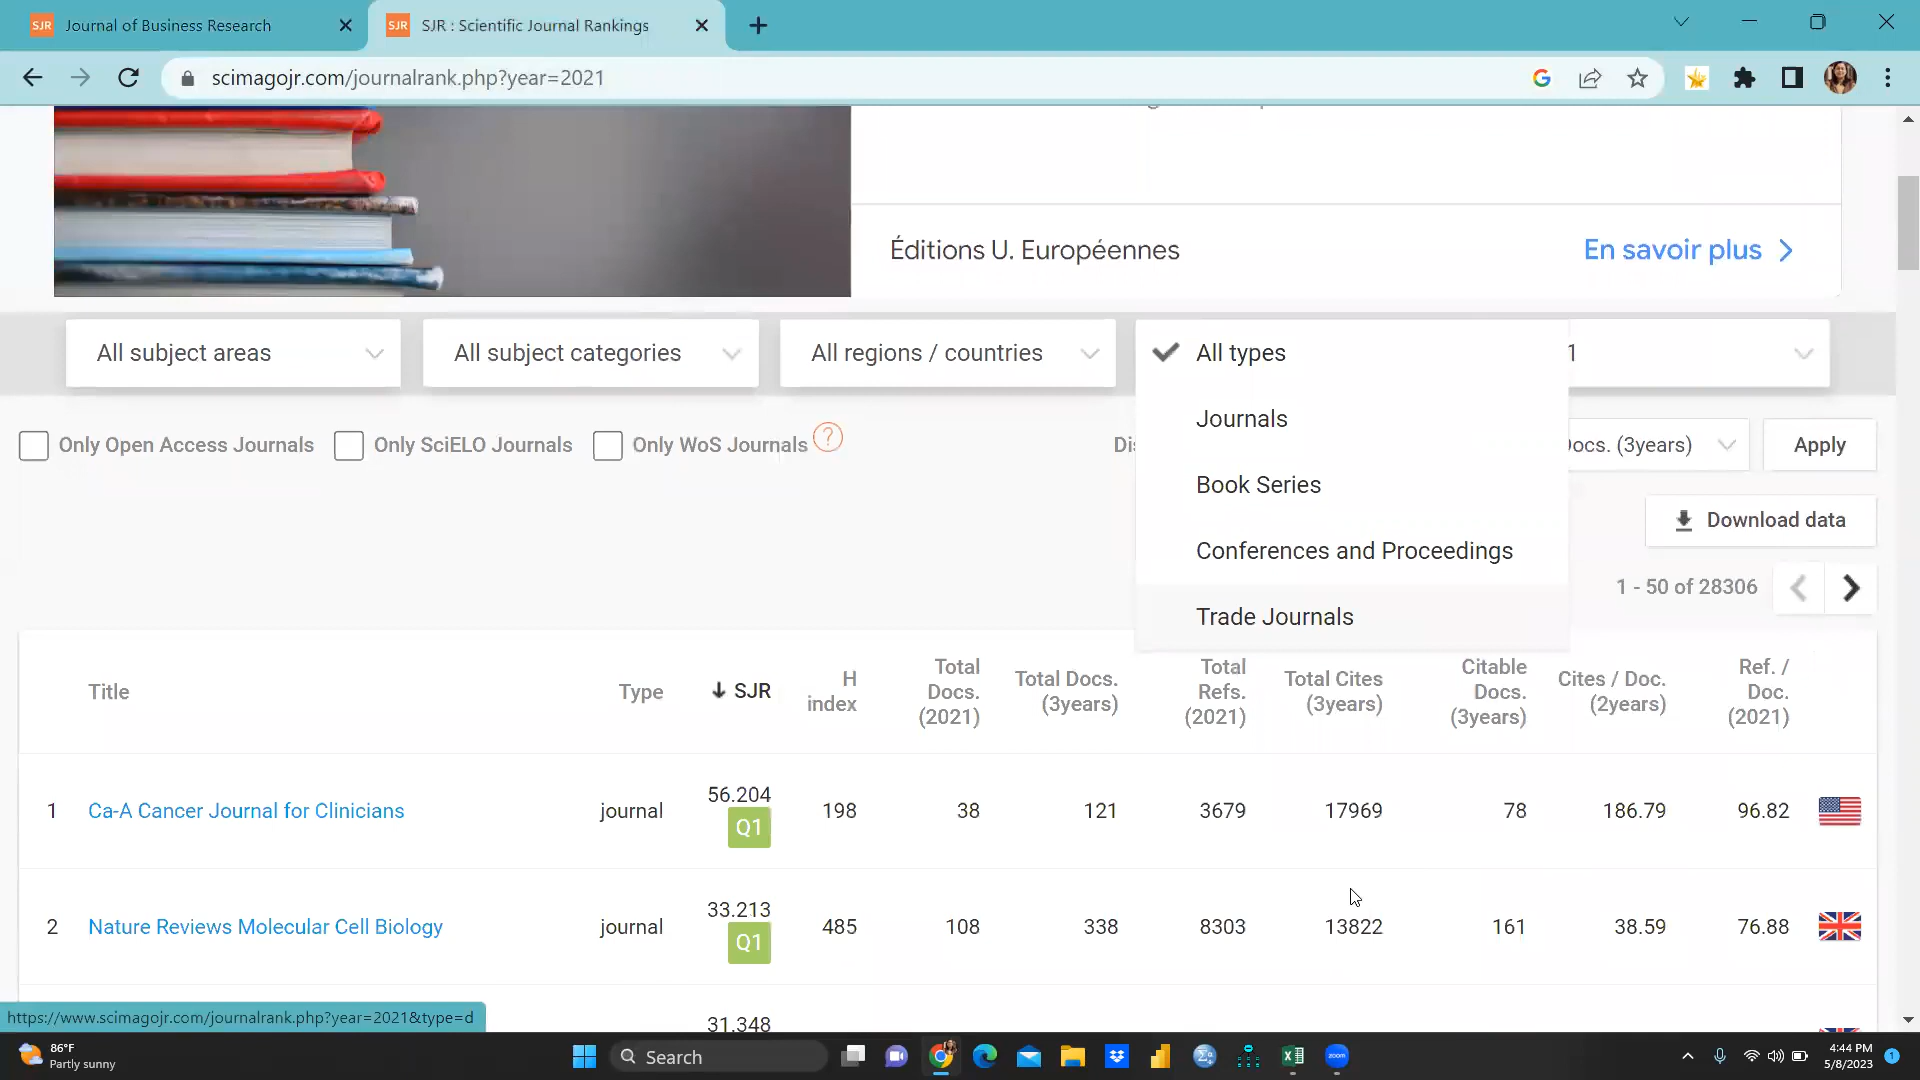 SJR Journal of Business Research
SJR SJR : Scientific Journal Rankings
scimagojr.com/journalrank.php?year=2021
Éditions U. Européennes
En savoir plus
All subject areas
All subject categories
All regions / countries
All types
1
Journals
Book Series
Conferences and Proceedings
Trade Journals
Only Open Access Journals
Only SciELO Journals
Only WoS Journals ?
Docs. (3years)
Apply
Download data
1 - 50 of 28306
Title Type SJR H index Total Docs. (2021) Total Docs. (3years) Total Refs. (2021) Total Cites (3years) Citable Docs. (3years) Cites / Doc. (2years) Ref. / Doc. (2021)
1 Ca-A Cancer Journal for Clinicians journal 56.204 Q1 198 38 121 3679 17969 78 186.79 96.82
2 Nature Reviews Molecular Cell Biology journal 33.213 Q1 485 108 338 8303 13822 161 38.59 76.88
31.348
https://www.scimagojr.com/journalrank.php?year=2021&type=d
86°F
Partly sunny
Search
zoom
4:44 PM
5/8/2023
1